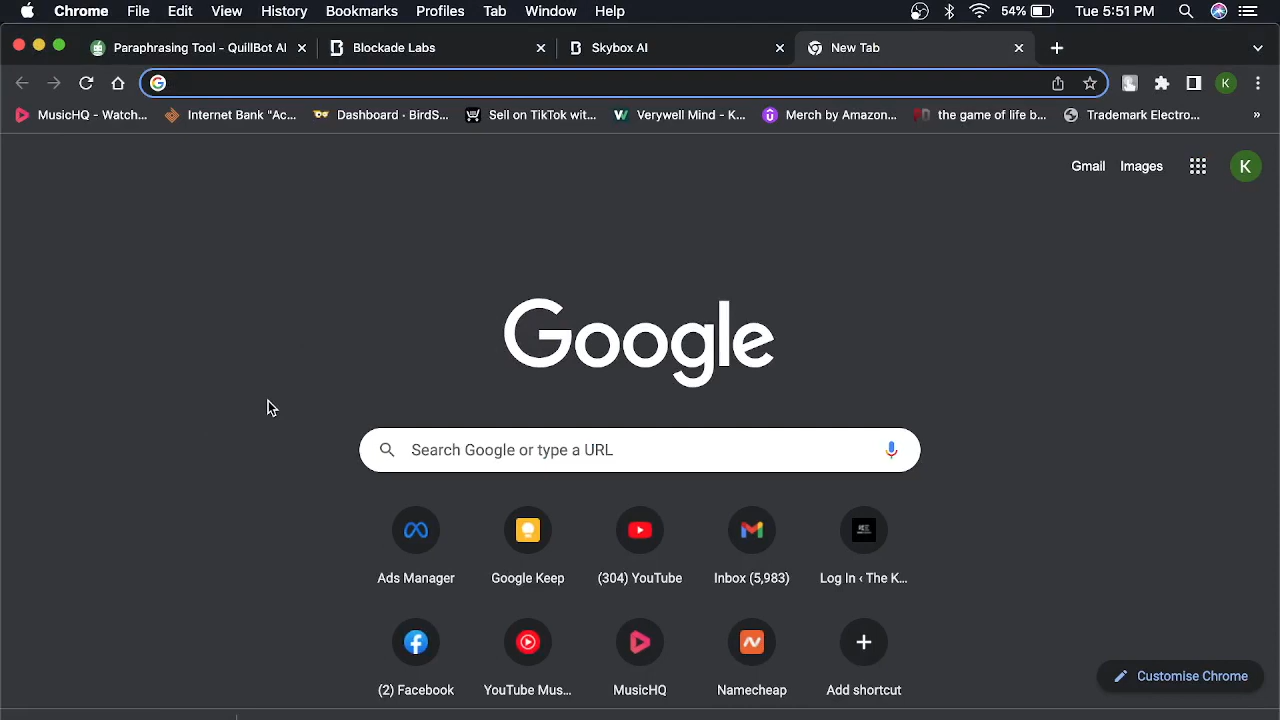 Chrome File Edit View History Bookmarks Profiles Tab Window Help 54% Tue 5:51 PM
Paraphrasing Tool - QuillBot AI Blockade Labs Skybox AI New Tab
K
MusicHQ - Watch... Internet Bank "Ac... Dashboard - BirdS... Sell on TikTok wit... Verywell Mind - K... Merch by Amazon... the game of life b... Trademark Electro... »
Gmail Images K
Google
Search Google or type a URL
Ads Manager Google Keep (304) YouTube Inbox (5,983) Log In ‹ The K...
(2) Facebook YouTube Mus... MusicHQ Namecheap Add shortcut
Customise Chrome